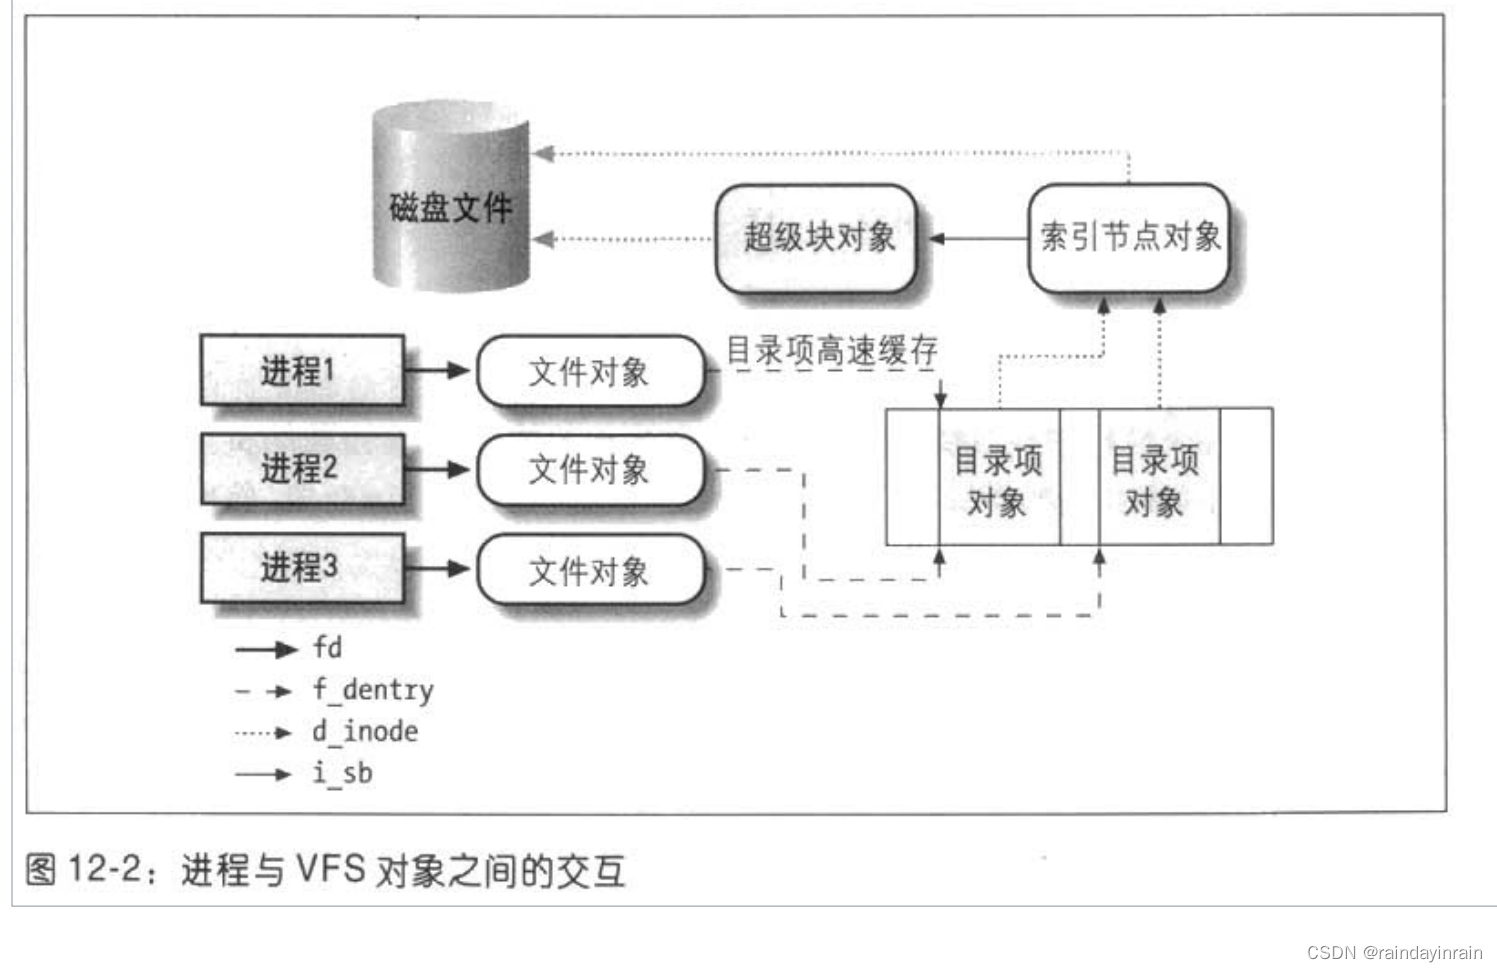 磁盘文件
超级块对象
索引节点对象
进程1
文件对象
目录项高速缓存
进程2
文件对象
目录项
对象
目录项
对象
进程3
文件对象
fd
f_dentry
d_inode
i_sb
图 12-2：进程与 VFS 对象之间的交互
CSDN @raindayinrain